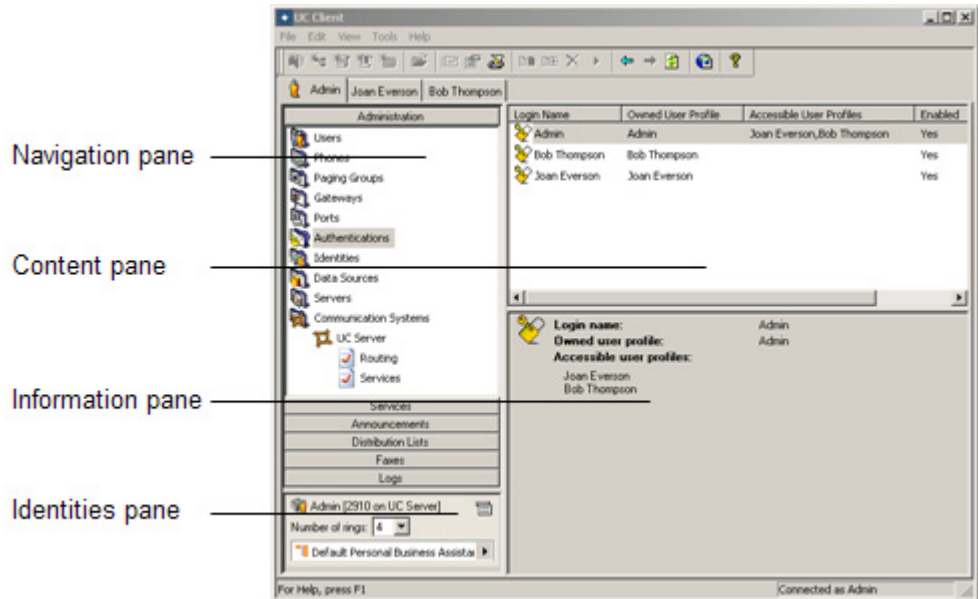 UC Client
File Edit View Tools Help
Admin Joan Everson Bob Thompson
Administration
Users
Phones
Paging Groups
Gateways
Ports
Authentications
Identities
Data Sources
Servers
Communication Systems
UC Server
Routing
Services
Services
Announcements
Distribution Lists
Faxes
Logs
Login Name Owned User Profile Accessible User Profiles Enabled
Admin Admin Joan Everson,Bob Thompson Yes
Bob Thompson Bob Thompson Yes
Joan Everson Joan Everson Yes
Login name: Admin
Owned user profile: Admin
Accessible user profiles:
Joan Everson
Bob Thompson
Admin [2910 on UC Server]
Number of rings: 4
Default Personal Business Assista
For Help, press F1 Connected as Admin
Navigation pane
Content pane
Information pane
Identities pane